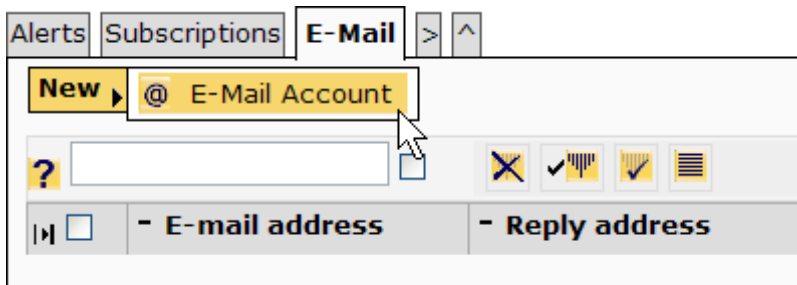 Alerts Subscriptions E-Mail > ^
New @ E-Mail Account
?
- E-mail address - Reply address